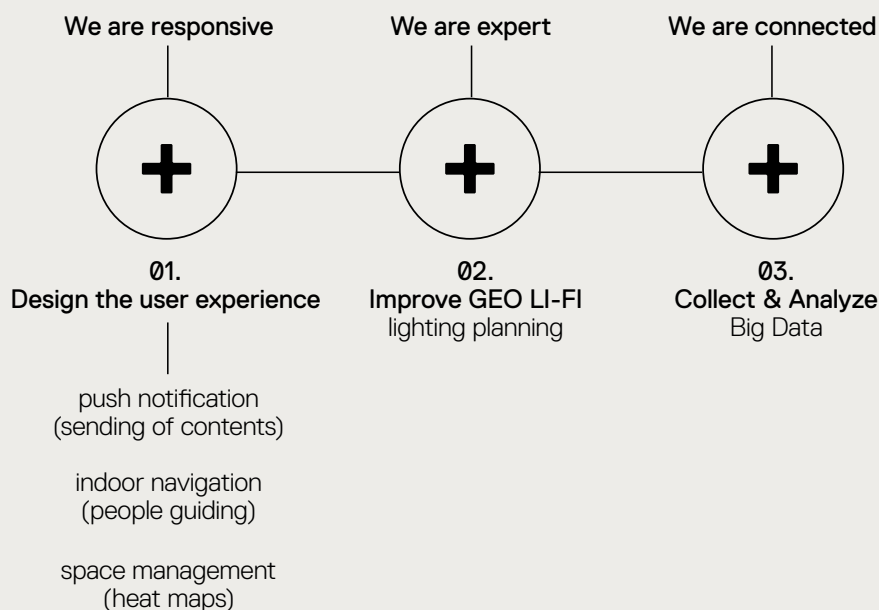 We are responsive
We are expert
We are connected
01.
Design the user experience
02.
Improve GEO LI-FI
lighting planning
03.
Collect & Analyze
Big Data
push notification
(sending of contents)
indoor navigation
(people guiding)
space management
(heat maps)